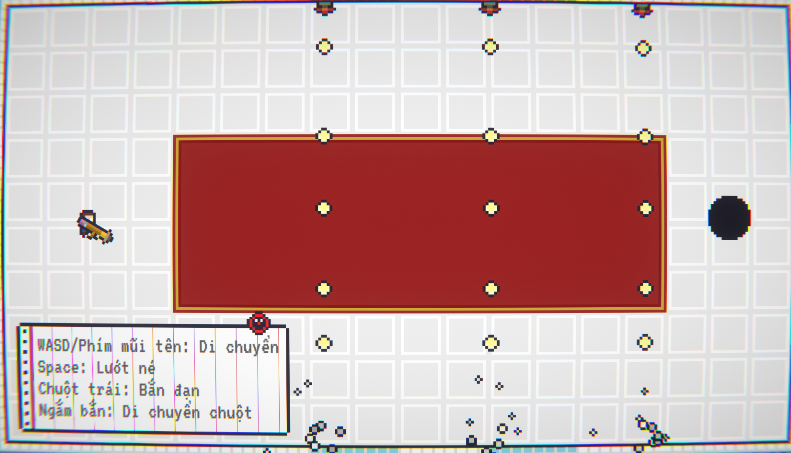 WASD/Phím mũi tên: Di chuyển
Space: Lướt né
Chuột trái: Bắn đạn
Ngắm bắn: Di chuyển chuột